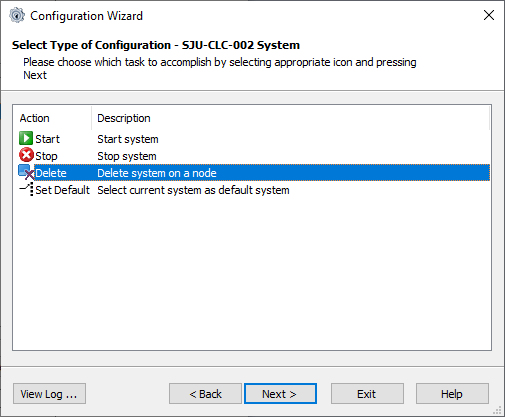 Configuration Wizard
Select Type of Configuration - SJU-CLC-002 System
Please choose which task to accomplish by selecting appropriate icon and pressing
Next
Action Description
Start Start system
Stop Stop system
Delete Delete system on a node
Set Default Select current system as default system
View Log ... < Back Next > Exit Help